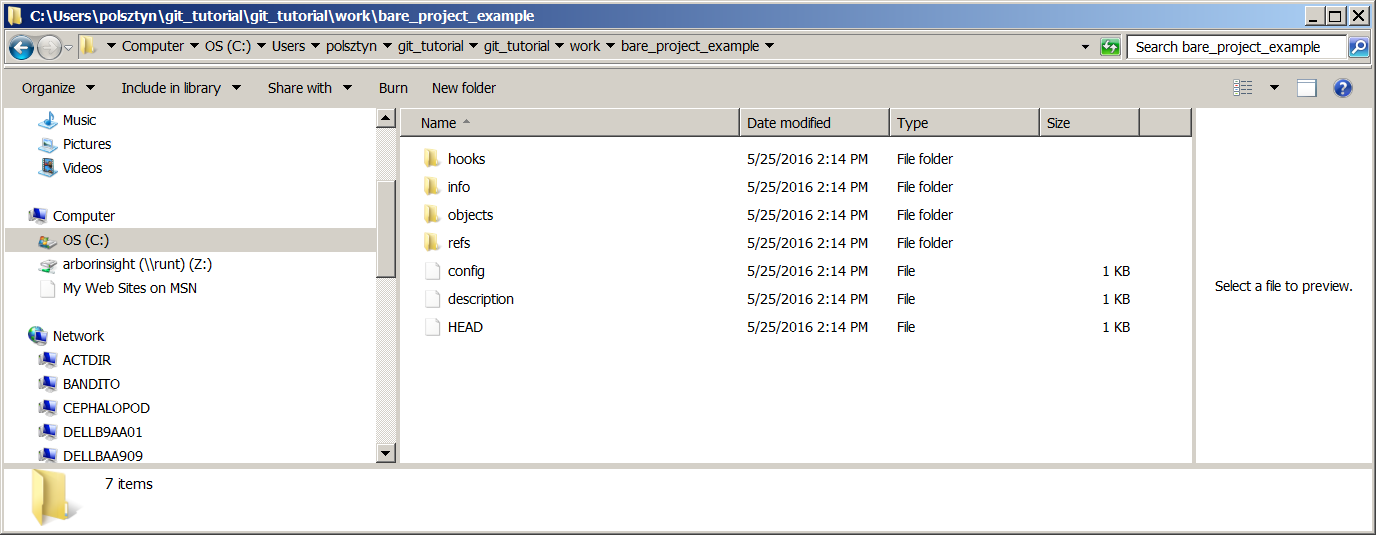 C:\Users\polsztyn\git_tutorial\git_tutorial\work\bare_project_example
Computer OS (C:) Users polsztyn git_tutorial git_tutorial work bare_project_example Search bare_project_example
Organize Include in library Share with Burn New folder
Music
Pictures
Videos
Computer
OS (C:)
arborinsight (\\runt) (Z:)
My Web Sites on MSN
Network
ACTDIR
BANDITO
CEPHALOPOD
DELLB9AA01
DELLBAA909
Name Date modified Type Size
hooks 5/25/2016 2:14 PM File folder
info 5/25/2016 2:14 PM File folder
objects 5/25/2016 2:14 PM File folder
refs 5/25/2016 2:14 PM File folder
config 5/25/2016 2:14 PM File 1 KB
description 5/25/2016 2:14 PM File 1 KB
HEAD 5/25/2016 2:14 PM File 1 KB
Select a file to preview.
7 items